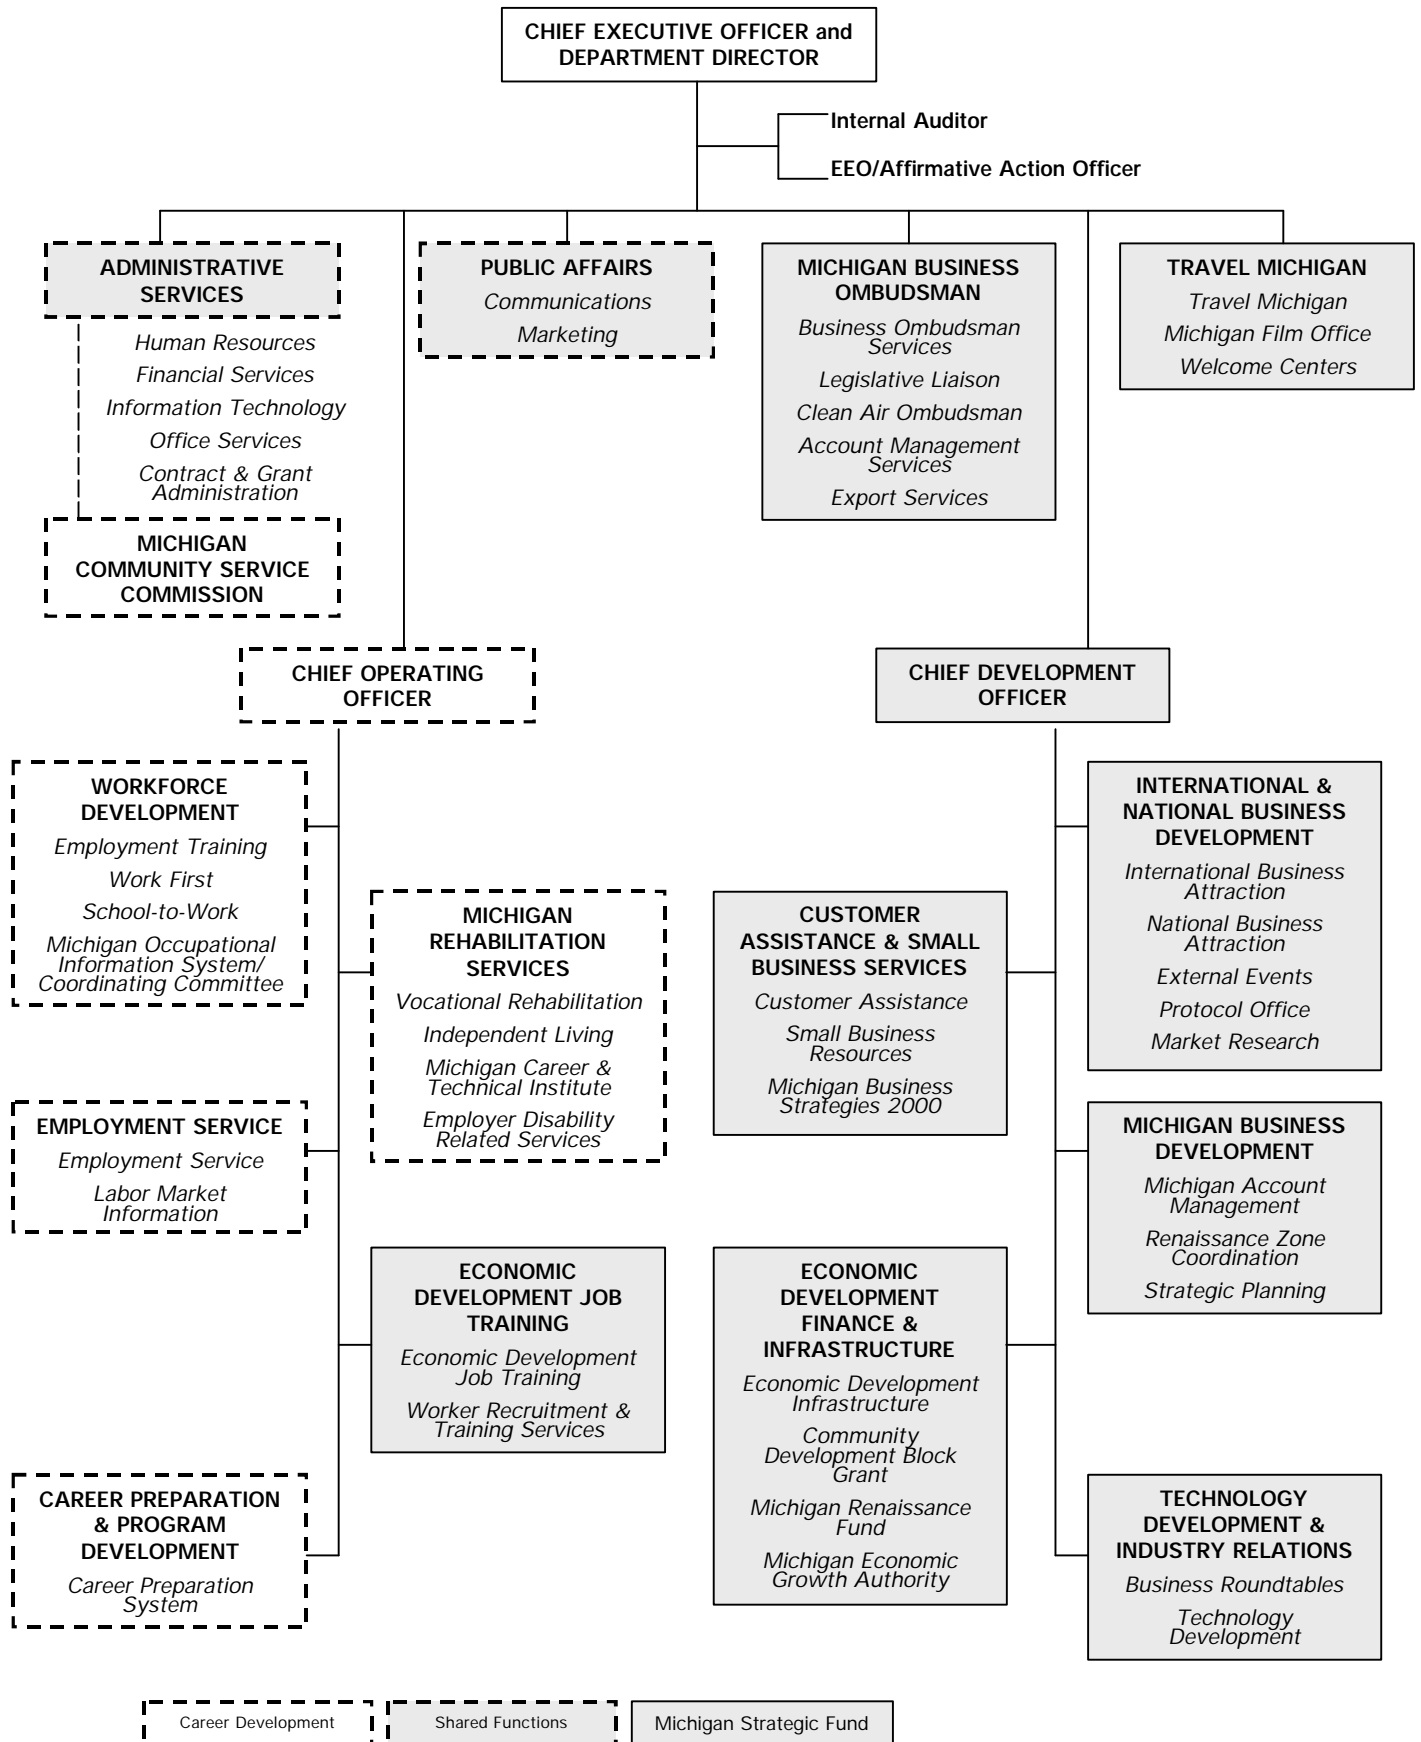 CHIEF EXECUTIVE OFFICER and
DEPARTMENT DIRECTOR
Internal Auditor
EEO/Affirmative Action Officer
ADMINISTRATIVE
SERVICES
Human Resources
Financial Services
Information Technology
Office Services
Contract & Grant
Administration
MICHIGAN
COMMUNITY SERVICE
COMMISSION
PUBLIC AFFAIRS
Communications
Marketing
MICHIGAN BUSINESS
OMBUDSMAN
Business Ombudsman
Services
Legislative Liaison
Clean Air Ombudsman
Account Management
Services
Export Services
TRAVEL MICHIGAN
Travel Michigan
Michigan Film Office
Welcome Centers
CHIEF OPERATING
OFFICER
CHIEF DEVELOPMENT
OFFICER
WORKFORCE
DEVELOPMENT
Employment Training
Work First
School-to-Work
Michigan Occupational
Information System/
Coordinating Committee
MICHIGAN
REHABILITATION
SERVICES
Vocational Rehabilitation
Independent Living
Michigan Career &
Technical Institute
Employer Disability
Related Services
EMPLOYMENT SERVICE
Employment Service
Labor Market
Information
ECONOMIC
DEVELOPMENT JOB
TRAINING
Economic Development
Job Training
Worker Recruitment &
Training Services
CAREER PREPARATION
& PROGRAM
DEVELOPMENT
Career Preparation
System
CUSTOMER
ASSISTANCE & SMALL
BUSINESS SERVICES
Customer Assistance
Small Business
Resources
Michigan Business
Strategies 2000
INTERNATIONAL &
NATIONAL BUSINESS
DEVELOPMENT
International Business
Attraction
National Business
Attraction
External Events
Protocol Office
Market Research
MICHIGAN BUSINESS
DEVELOPMENT
Michigan Account
Management
Renaissance Zone
Coordination
Strategic Planning
ECONOMIC
DEVELOPMENT
FINANCE &
INFRASTRUCTURE
Economic Development
Infrastructure
Community
Development Block
Grant
Michigan Renaissance
Fund
Michigan Economic
Growth Authority
TECHNOLOGY
DEVELOPMENT &
INDUSTRY RELATIONS
Business Roundtables
Technology
Development
Career Development
Shared Functions
Michigan Strategic Fund